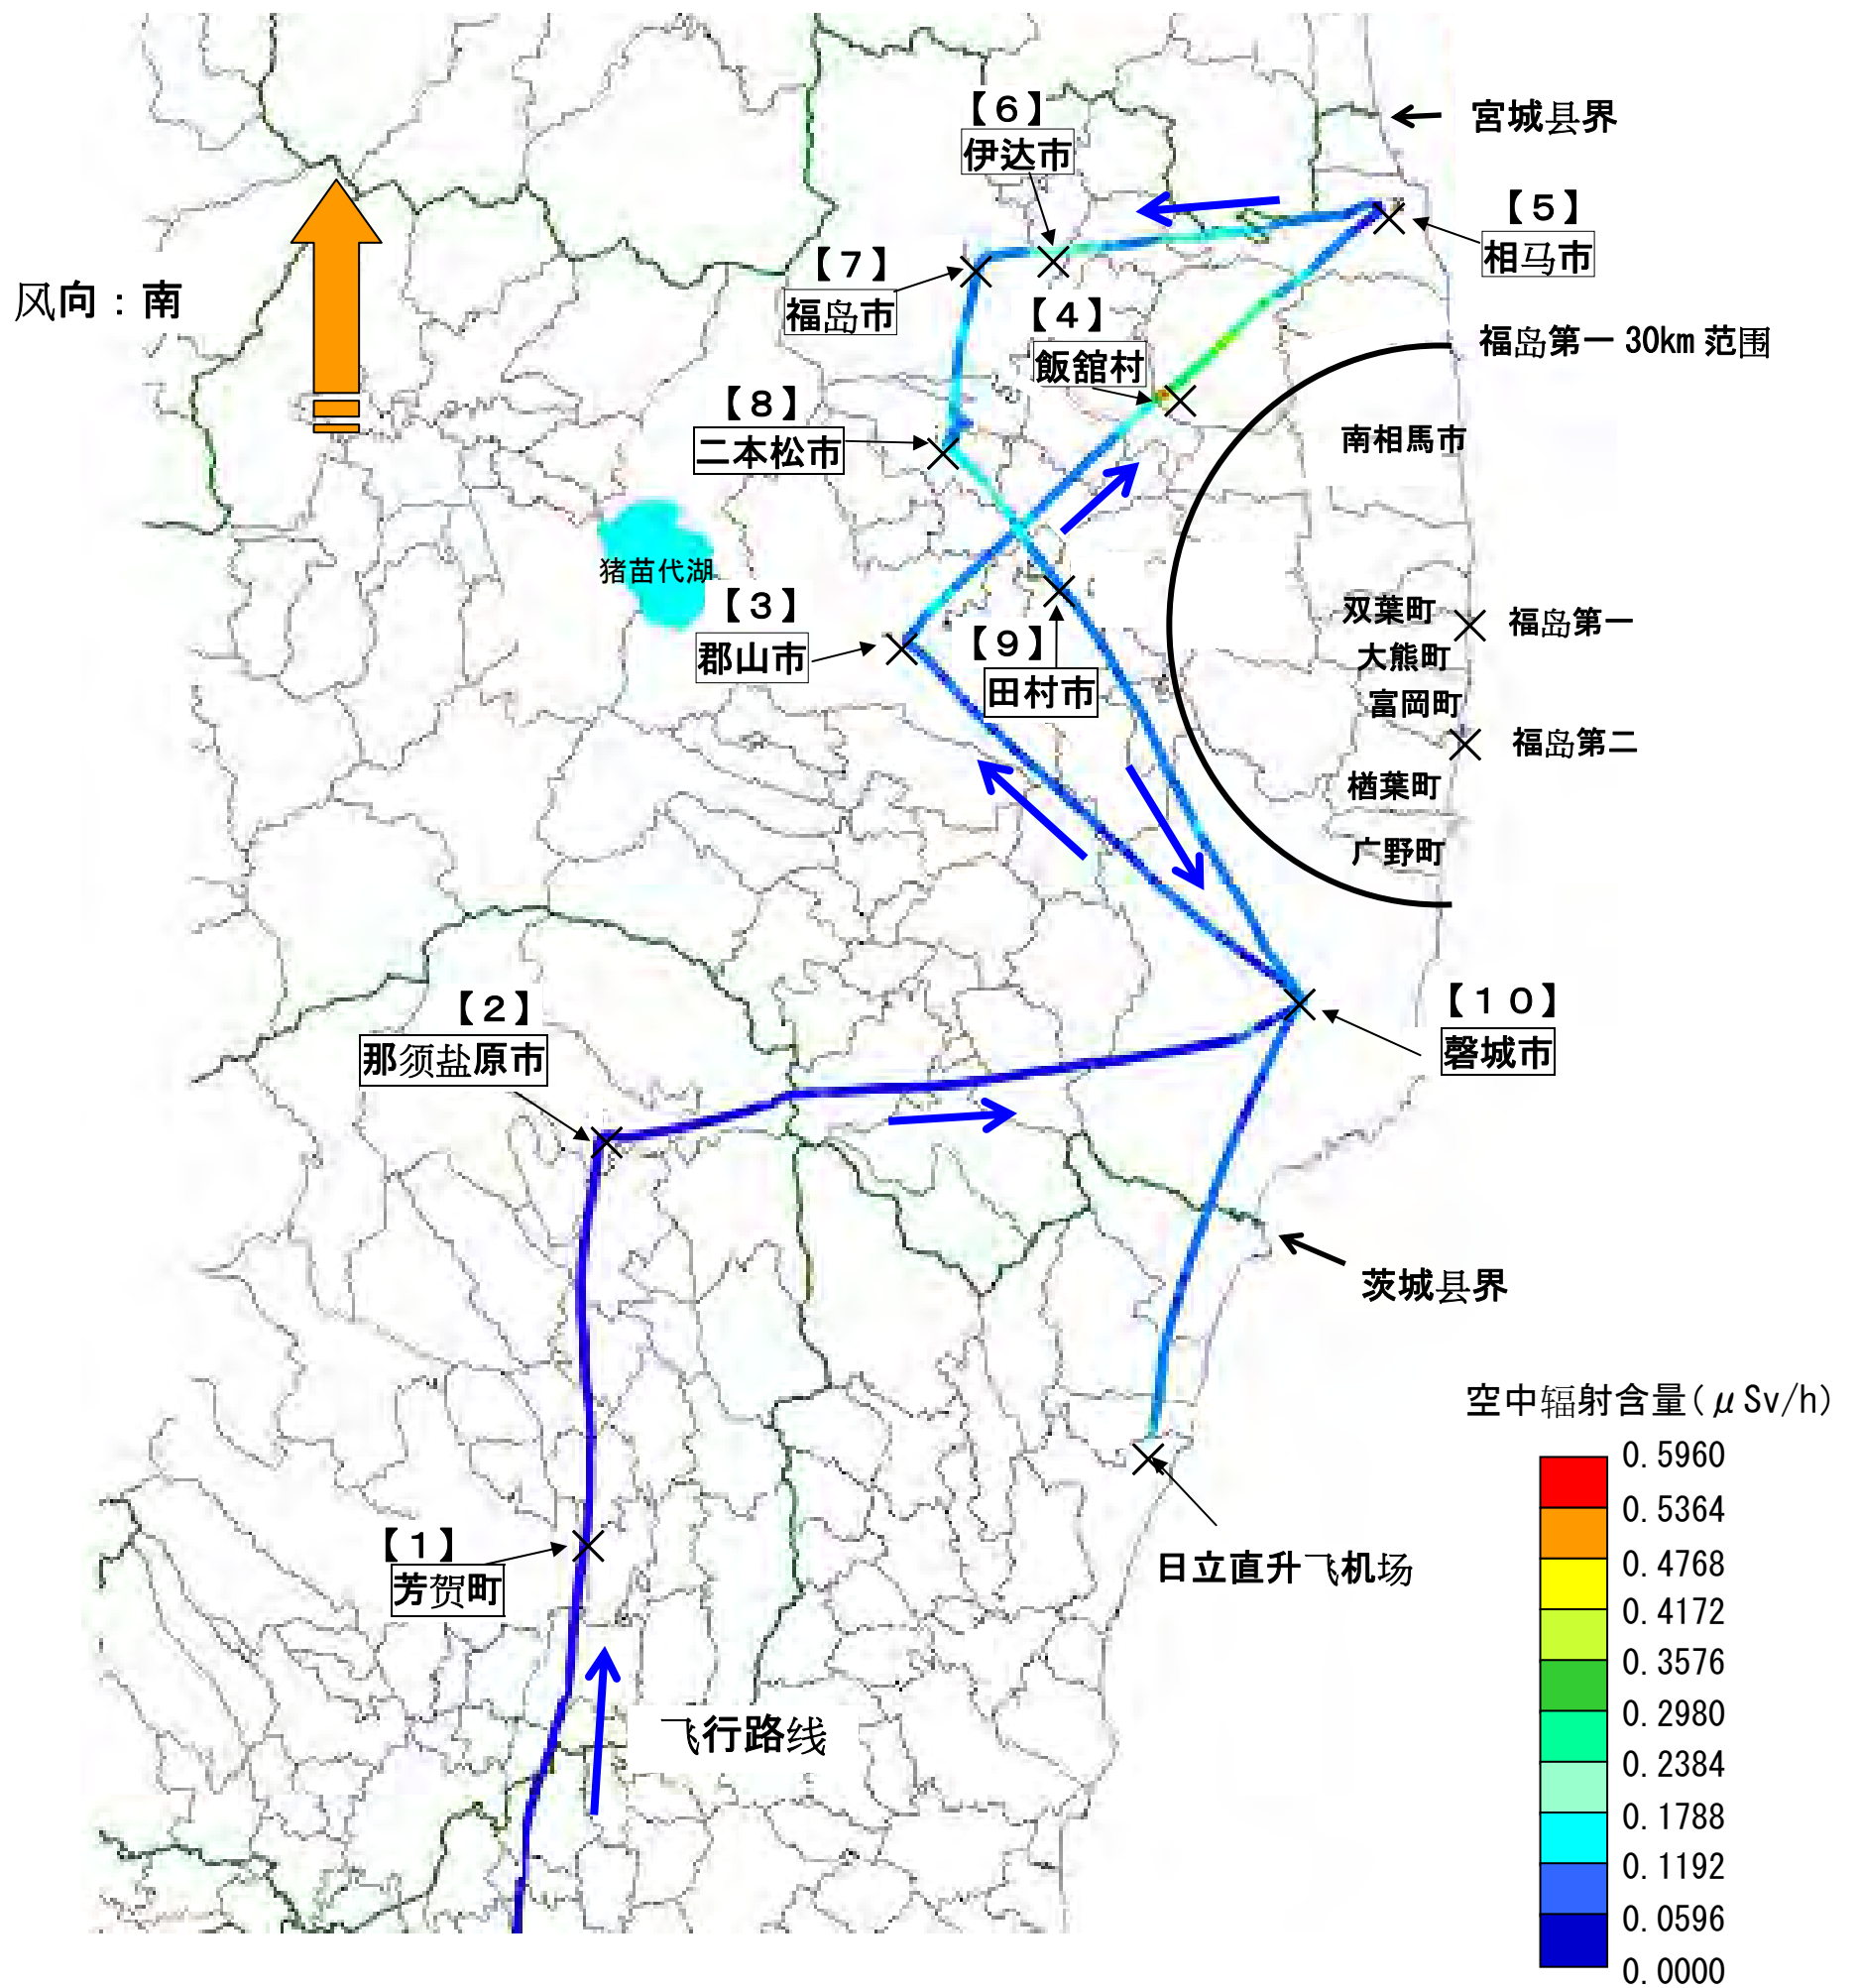 宮城县界
【6】
伊达市
【5】
相马市
【7】
福岛市
风向：南
【4】
飯舘村
福岛第一 30km 范围
【8】
二本松市
南相馬市
猪苗代湖
【3】
郡山市
【9】
田村市
双葉町
福岛第一
大熊町
富岡町
福岛第二
楢葉町
广野町
【2】
那须盐原市
【10】
磬城市
茨城县界
【1】
芳贺町
日立直升飞机场
飞行路线
空中辐射含量(μSv/h)
0.5960
0.5364
0.4768
0.4172
0.3576
0.2980
0.2384
0.1788
0.1192
0.0596
0.0000